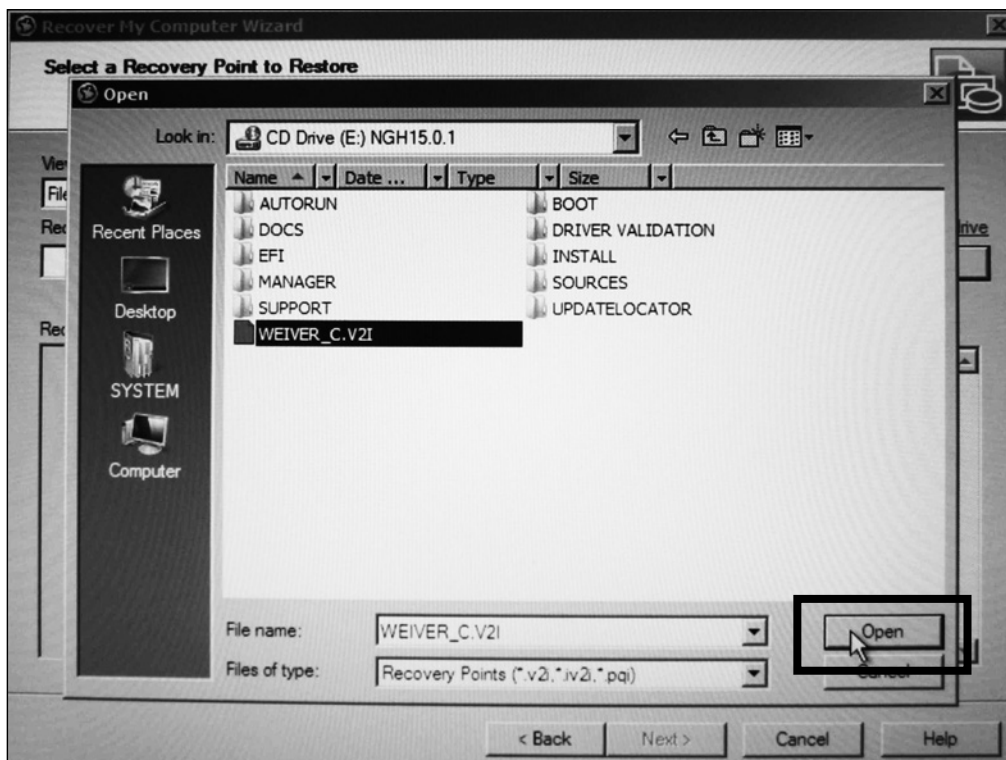 Recover My Computer Wizard
Select a Recovery Point to Restore
Open
Look in: CD Drive (E:) NGH15.0.1
Name Date ... Type Size
Recent Places
Desktop
SYSTEM
Computer
AUTORUN
DOCS
EFI
MANAGER
SUPPORT
WEIVER_C.V2I
BOOT
DRIVER VALIDATION
INSTALL
SOURCES
UPDATELOCATOR
File name: WEIVER_C.V2I Open
Files of type: Recovery Points (*.v2i,*.iv2i,*.pqi) Cancel
< Back Next > Cancel Help